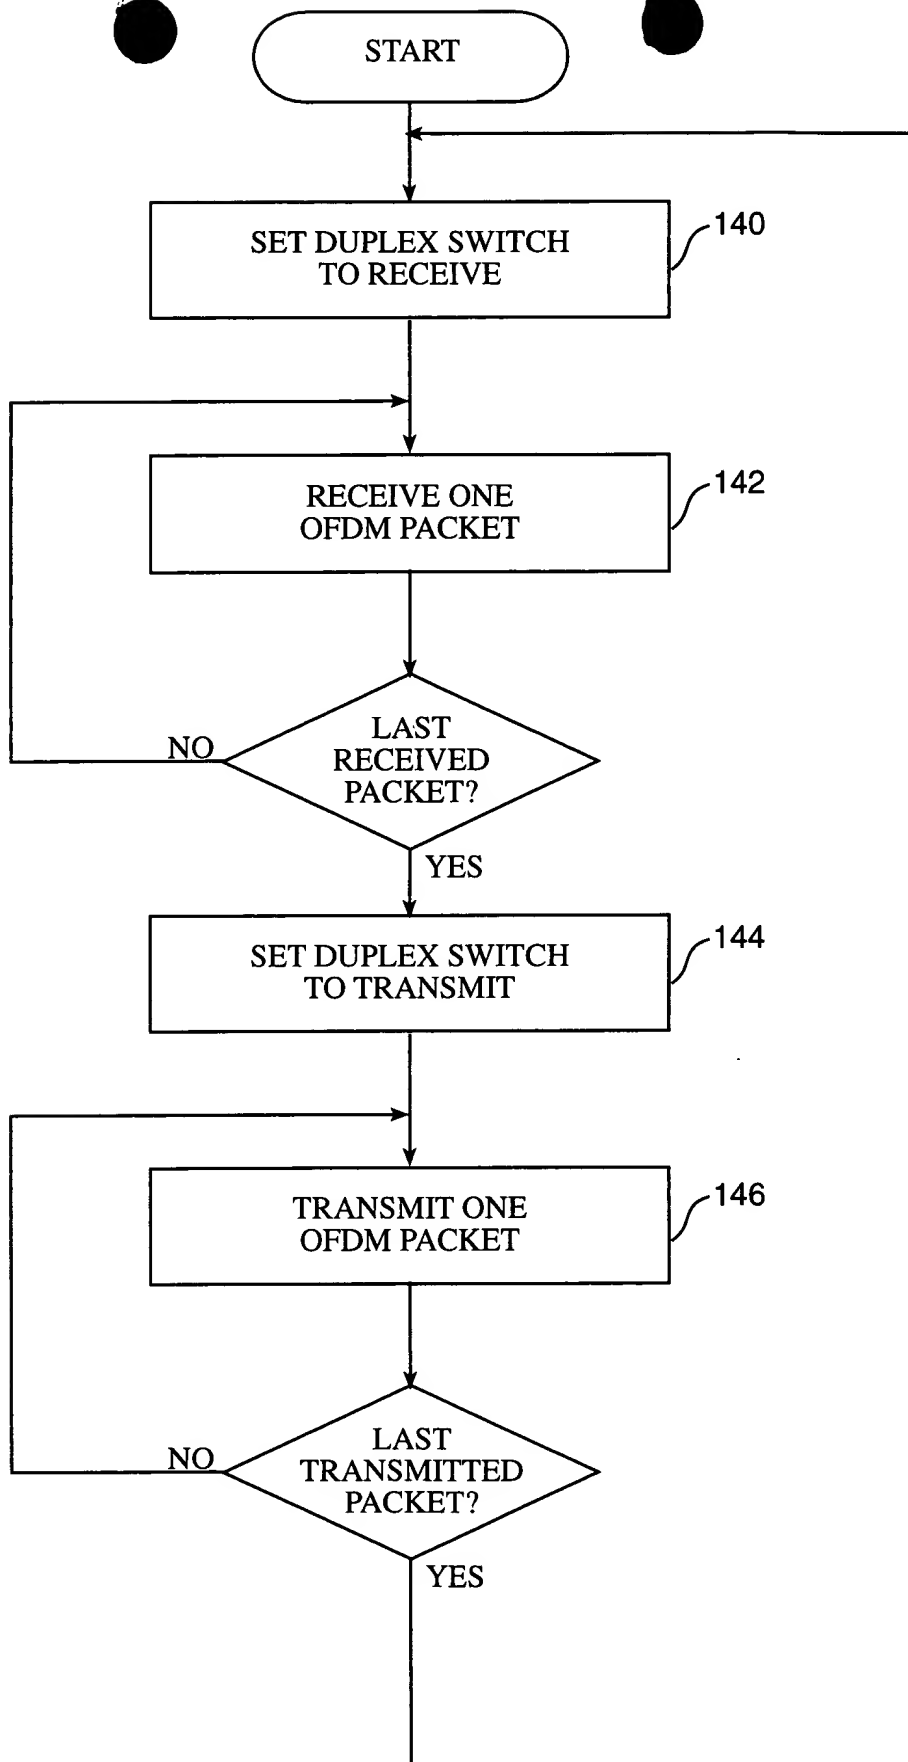 START
SET DUPLEX SWITCH
TO RECEIVE
140
RECEIVE ONE
OFDM PACKET
142
LAST
RECEIVED
PACKET?
NO
YES
SET DUPLEX SWITCH
TO TRANSMIT
144
TRANSMIT ONE
OFDM PACKET
146
LAST
TRANSMITTED
PACKET?
NO
YES